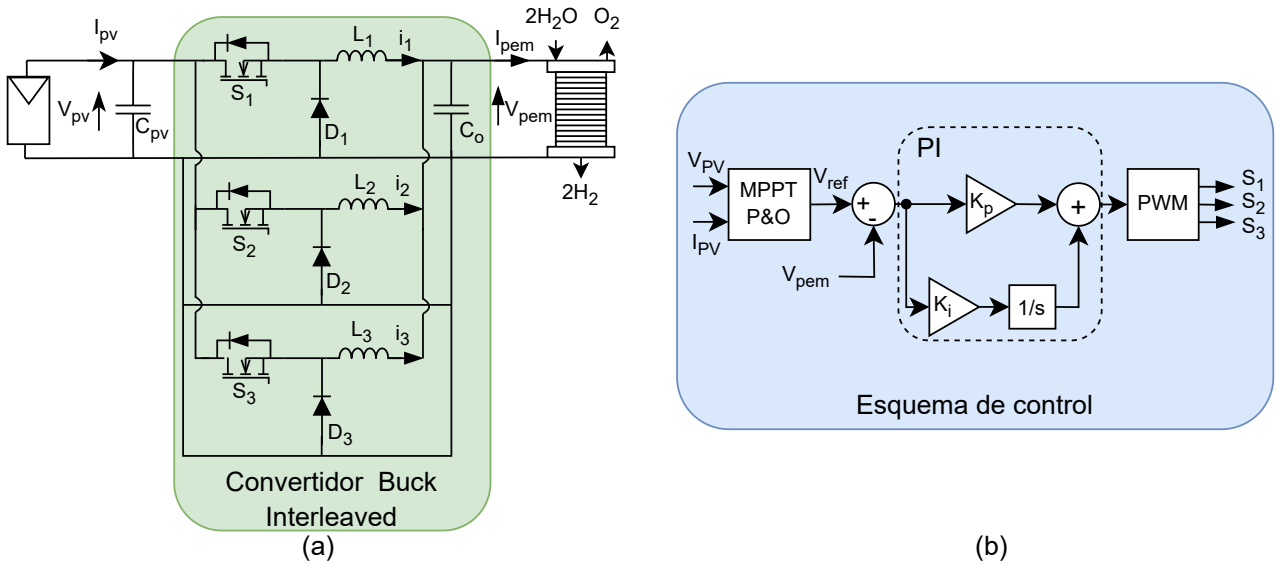 I_pv
V_pv
C_pv
S_1
D_1
L_1
i_1
C_o
I_pem
V_pem
2H_2O
O_2
2H_2
S_2
D_2
L_2
i_2
S_3
D_3
L_3
i_3
Convertidor Buck
Interleaved
(a)
V_PV
I_PV
MPPT
P&O
V_ref
+
-
V_pem
PI
K_p
K_i
1/s
+
PWM
S_1
S_2
S_3
Esquema de control
(b)